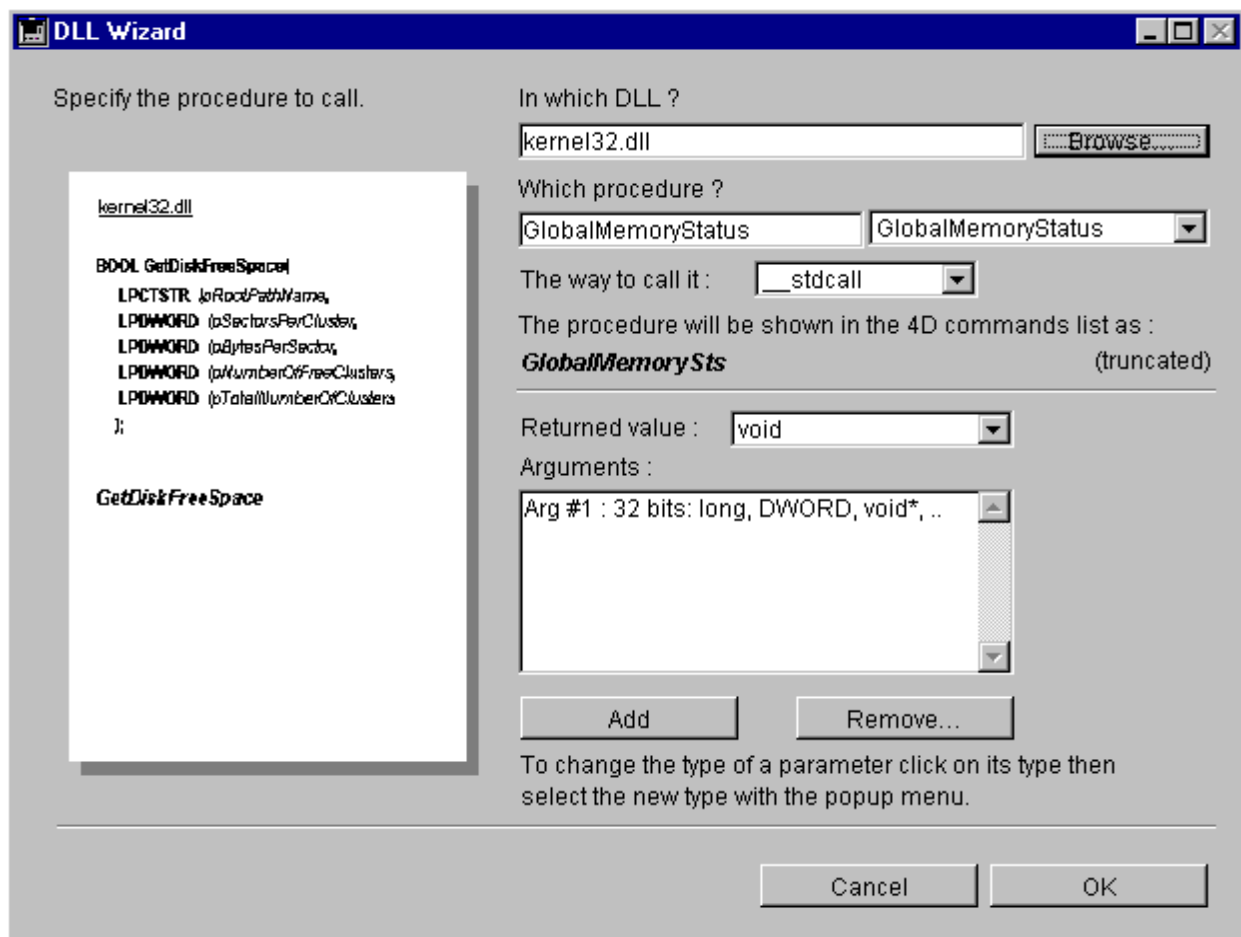 DLL Wizard
Specify the procedure to call.
kernel32.dll
BOOL GetDiskFreeSpace(
LPCTSTR lpRootPathName,
LPDWORD lpSectorsPerCluster,
LPDWORD lpBytesPerSector,
LPDWORD lpNumberOfFreeClusters,
LPDWORD lpTotalNumberOfClusters
);
GetDiskFreeSpace
In which DLL ?
kernel32.dll
Browse...
Which procedure ?
GlobalMemoryStatus
GlobalMemoryStatus
The way to call it :
__stdcall
The procedure will be shown in the 4D commands list as :
GlobalMemorySts
(truncated)
Returned value :
void
Arguments :
Arg #1 : 32 bits: long, DWORD, void*, ..
Add
Remove...
To change the type of a parameter click on its type then
select the new type with the popup menu.
Cancel
OK